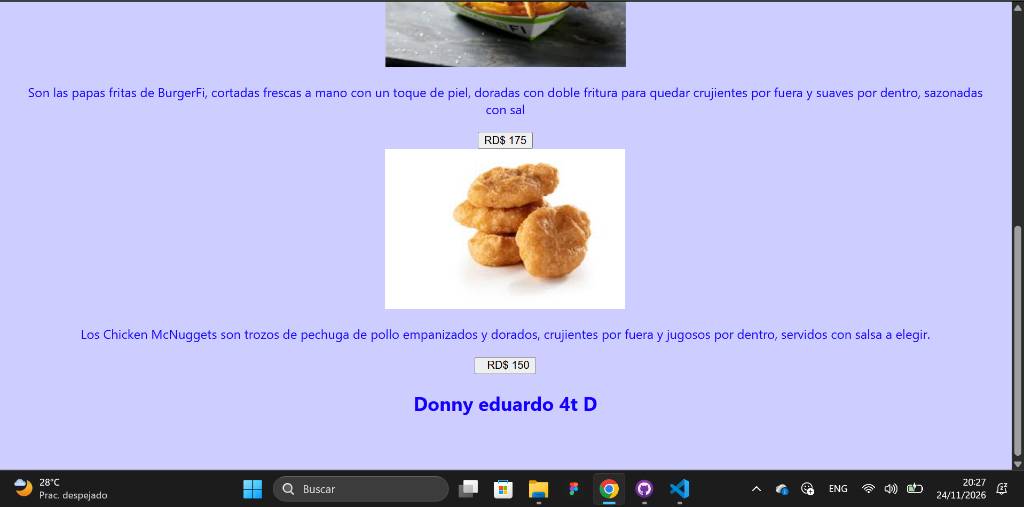 FI
Son las papas fritas de BurgerFi, cortadas frescas a mano con un toque de piel, doradas con doble fritura para quedar crujientes por fuera y suaves por dentro, sazonadas
con sal
RD$ 175
Los Chicken McNuggets son trozos de pechuga de pollo empanizados y dorados, crujientes por fuera y jugosos por dentro, servidos con salsa a elegir.
RD$ 150
Donny eduardo 4t D
28°C
Prac. despejado
Buscar
ENG
20:27
24/11/2026